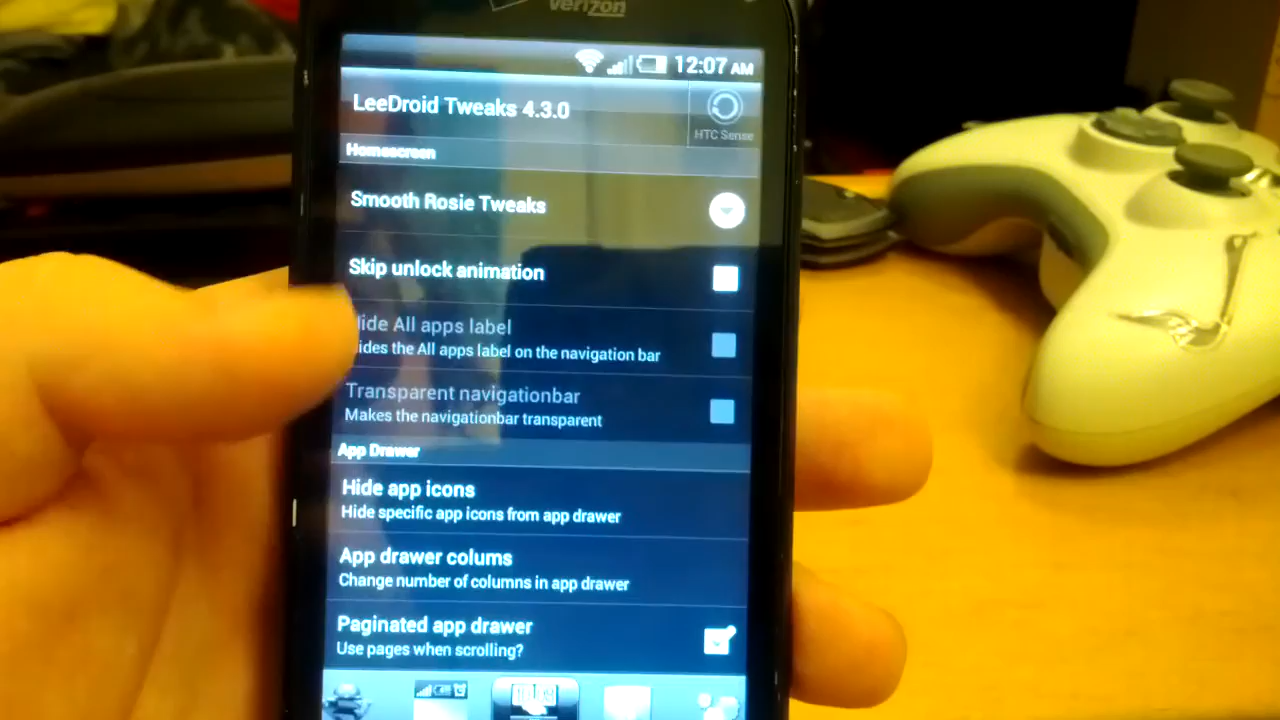 verizon
12:07 AM
LeeDroid Tweaks 4.3.0
HTC Sense
Homescreen
Smooth Rosie Tweaks
Skip unlock animation
ide All apps label
ides the All apps label on the navigation bar
Transparent navigationbar
Makes the navigationbar transparent
App Drawer
Hide app icons
Hide specific app icons from app drawer
App drawer colums
Change number of columns in app drawer
Paginated app drawer
Use pages when scrolling?